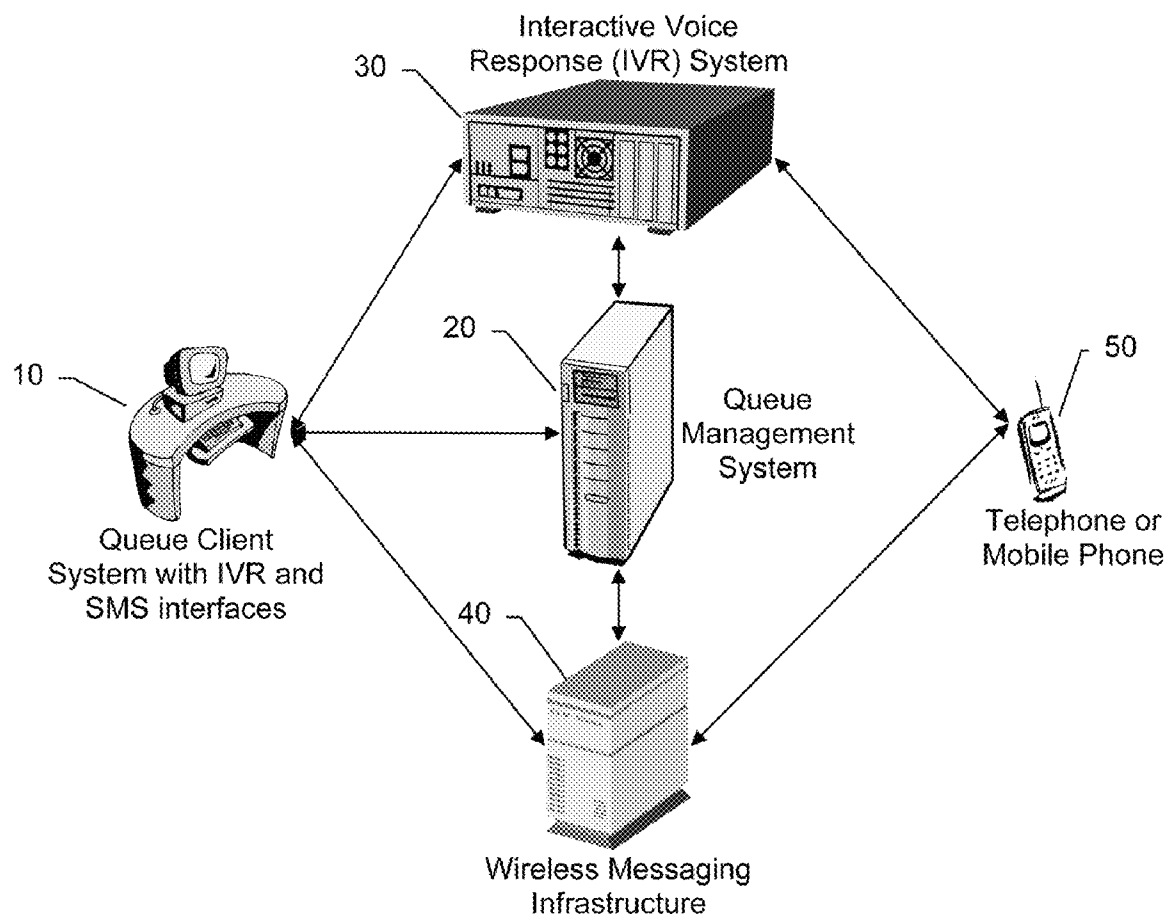 Interactive Voice
Response (IVR) System
30
20
50
10
Queue
Management
System
Telephone or
Mobile Phone
Queue Client
System with IVR and
SMS interfaces
40
Wireless Messaging
Infrastructure